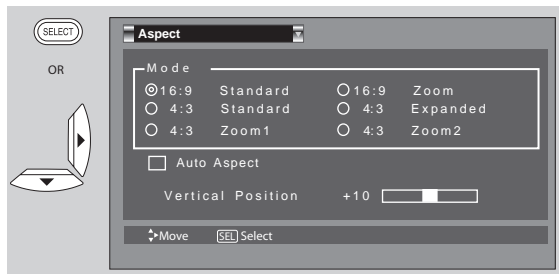 SELECT
OR
Aspect
Mode
16:9 Standard 16:9 Zoom
4:3 Standard 4:3 Expanded
4:3 Zoom1 4:3 Zoom2
Auto Aspect
Vertical Position +10
Move SEL Select